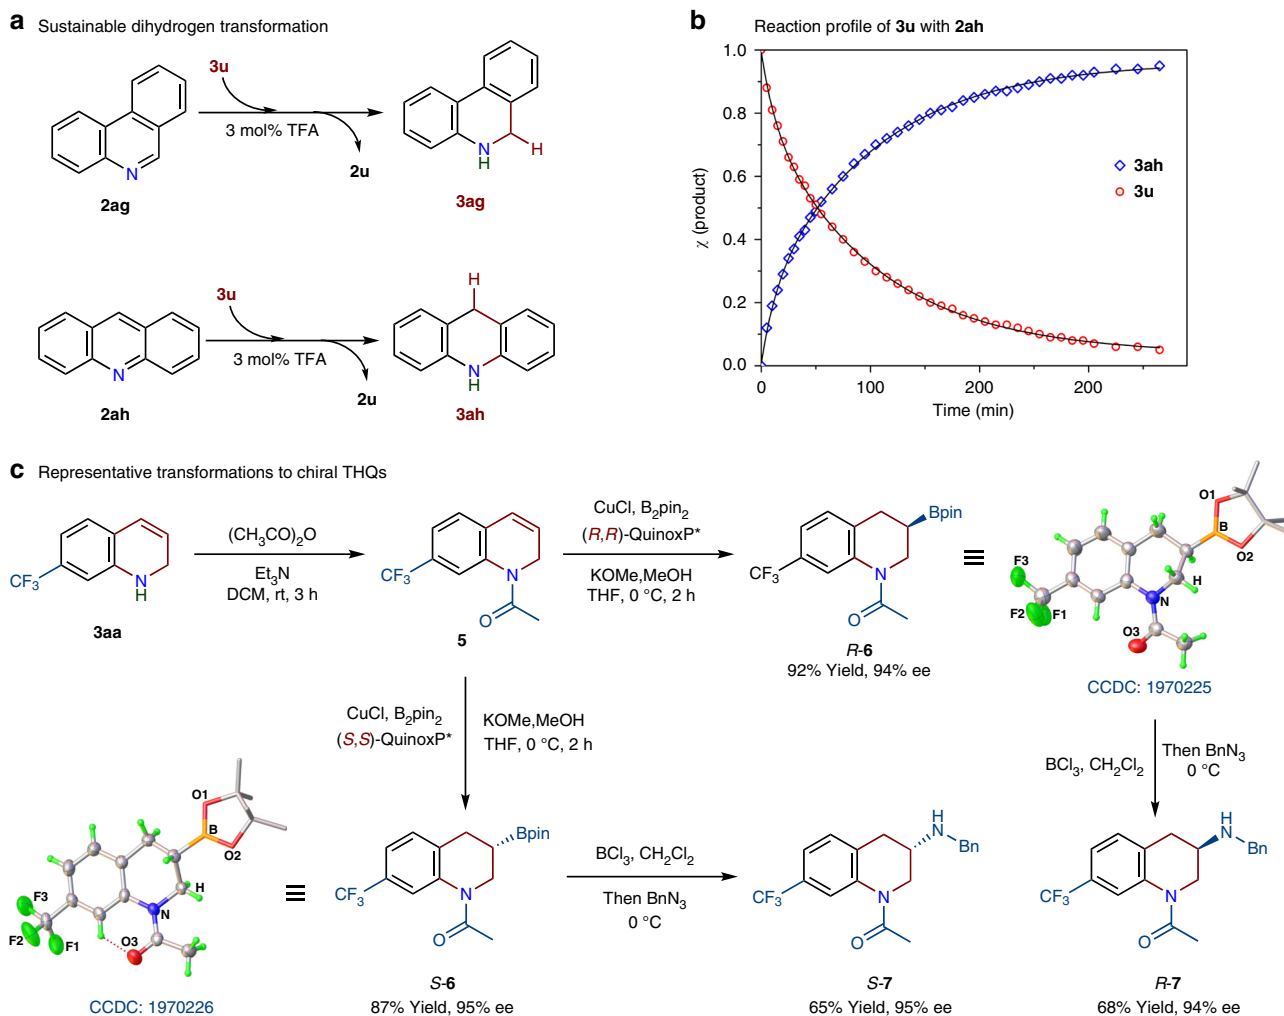 a Sustainable dihydrogen transformation
3u
3 mol% TFA
2u
N
2ag
N
H
H
3ag
3u
3 mol% TFA
2u
N
2ah
H
N
H
3ah
b Reaction profile of 3u with 2ah
1.0
0.8
0.6
0.4
0.2
0.0
χ (product)
3ah
3u
0 100 200 200
Time (min)
c Representative transformations to chiral THQs
CF3
N
H
3aa
(CH3CO)2O
Et3N
DCM, rt, 3 h
CF3
N
O
5
CuCl, B2pin2
(R,R)-QuinoxP*
KOMe,MeOH
THF, 0 °C, 2 h
Bpin
CF3
N
O
R-6
92% Yield, 94% ee
≡
O1
B
O2
F3
H
N
F2 F1
O3
CCDC: 1970225
CuCl, B2pin2
(S,S)-QuinoxP*
KOMe,MeOH
THF, 0 °C, 2 h
BCl3, CH2Cl2
Then BnN3
0 °C
O1
B
O2
F3
H
N
F2
F1
O3
CCDC: 1970226
≡
Bpin
CF3
N
O
S-6
87% Yield, 95% ee
BCl3, CH2Cl2
Then BnN3
0 °C
H
N
Bn
CF3
N
O
S-7
65% Yield, 95% ee
H
N
Bn
CF3
N
O
R-7
68% Yield, 94% ee